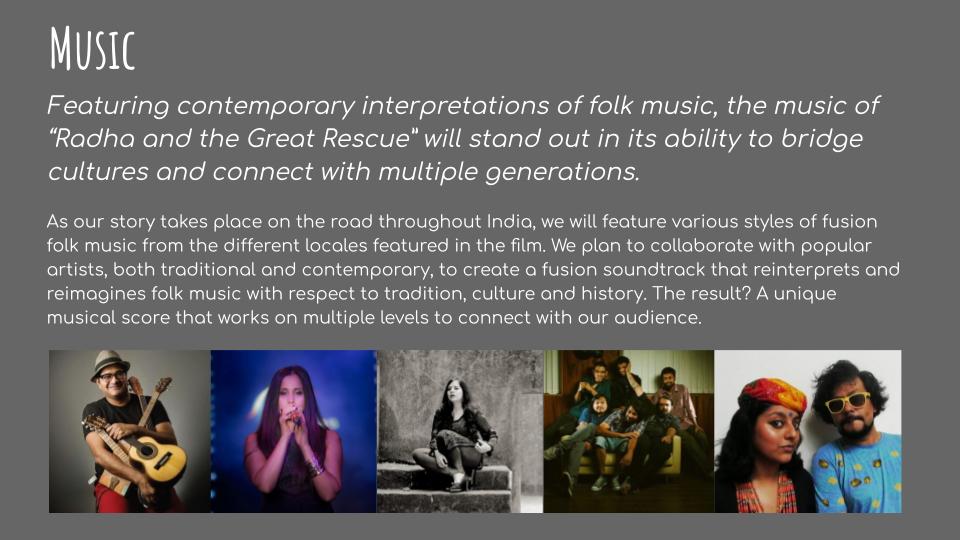 Music
Featuring contemporary interpretations of folk music, the music of
“Radha and the Great Rescue” will stand out in its ability to bridge
cultures and connect with multiple generations.
As our story takes place on the road throughout India, we will feature various styles of fusion
folk music from the different locales featured in the film. We plan to collaborate with popular
artists, both traditional and contemporary, to create a fusion soundtrack that reinterprets and
reimagines folk music with respect to tradition, culture and history. The result? A unique
musical score that works on multiple levels to connect with our audience.